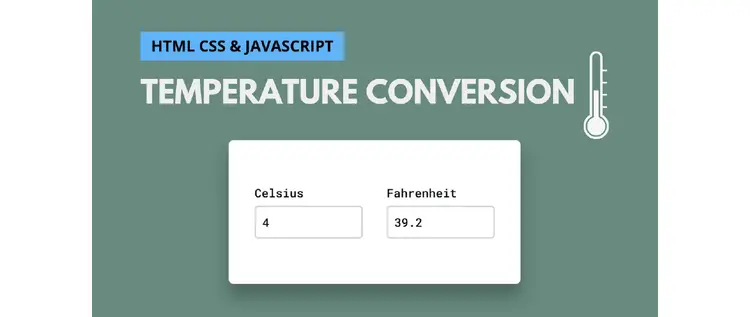 HTML CSS & JAVASCRIPT
TEMPERATURE CONVERSION
Celsius Fahrenheit
4 39.2